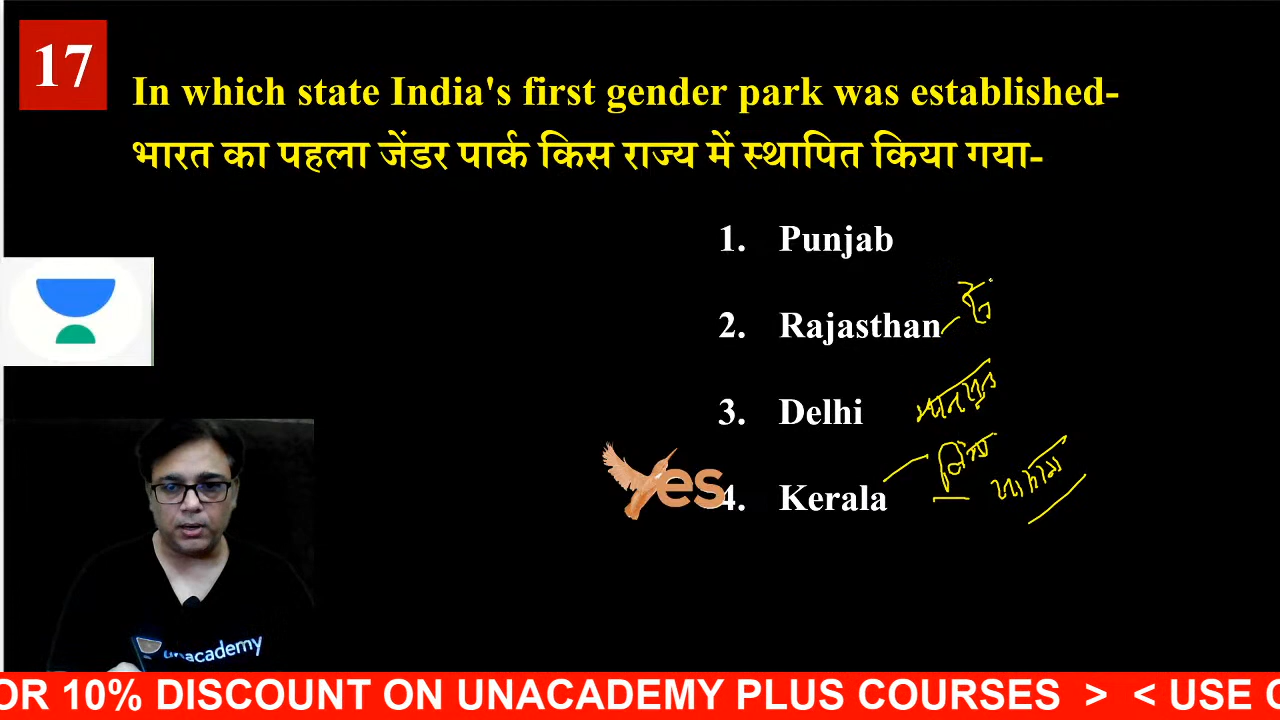 17
In which state India's first gender park was established-
भारत का पहला जेंडर पार्क किस राज्य में स्थापित किया गया-
1. Punjab
2. Rajasthan
3. Delhi
4. Kerala
Yes
unacademy
OR 10% DISCOUNT ON UNACADEMY PLUS COURSES > < USE